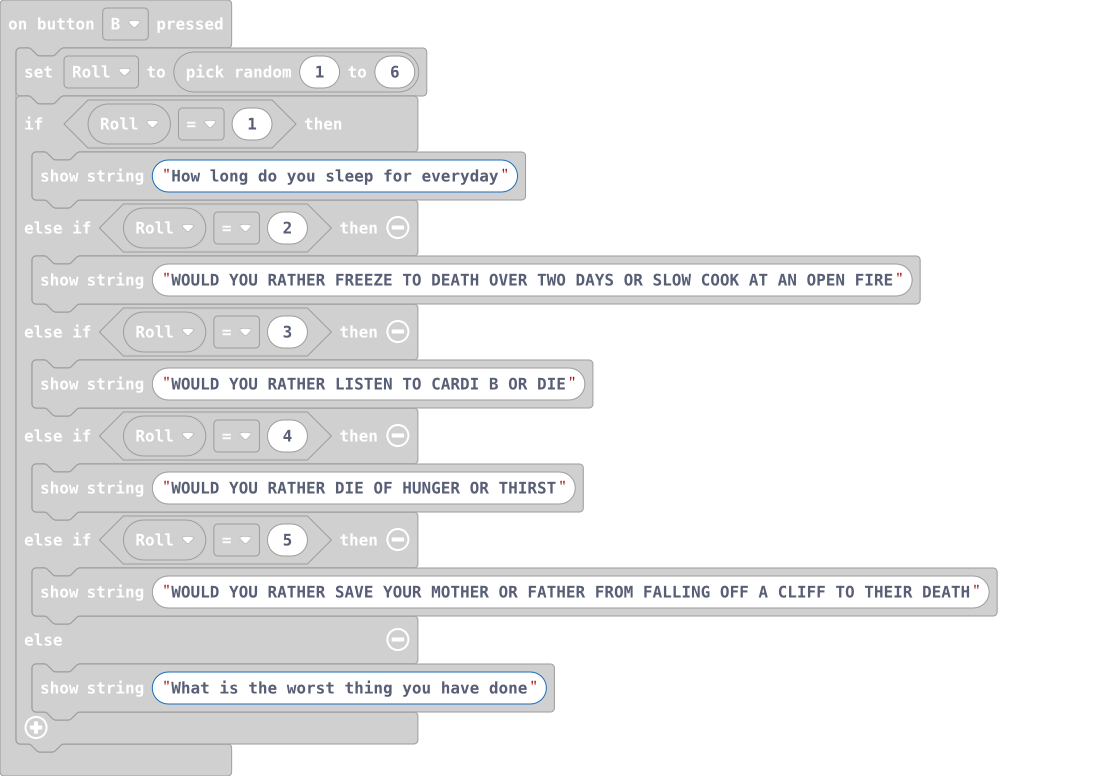 on button B pressed
set Roll to pick random 1 to 6
if Roll = 1 then
show string "How long do you sleep for everyday"
else if Roll = 2 then
show string "WOULD YOU RATHER FREEZE TO DEATH OVER TWO DAYS OR SLOW COOK AT AN OPEN FIRE"
else if Roll = 3 then
show string "WOULD YOU RATHER LISTEN TO CARDI B OR DIE"
else if Roll = 4 then
show string "WOULD YOU RATHER DIE OF HUNGER OR THIRST"
else if Roll = 5 then
show string "WOULD YOU RATHER SAVE YOUR MOTHER OR FATHER FROM FALLING OFF A CLIFF TO THEIR DEATH"
else
show string "What is the worst thing you have done"